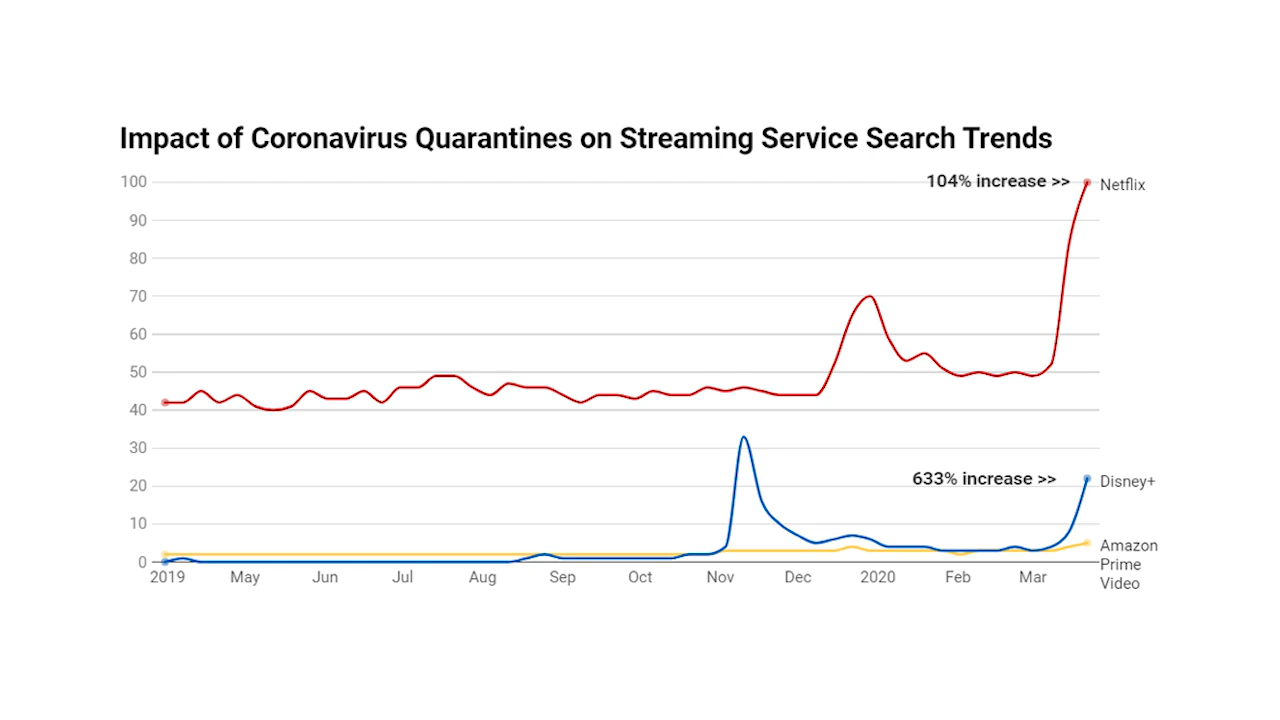 Impact of Coronavirus Quarantines on Streaming Service Search Trends
100
104% increase >>
Netflix
90
80
70
60
50
40
30
20
633% increase >>
Disney+
10
0
Amazon
Prime
Video
2019 May Jun Jul Aug Sep Oct Nov Dec 2020 Feb Mar